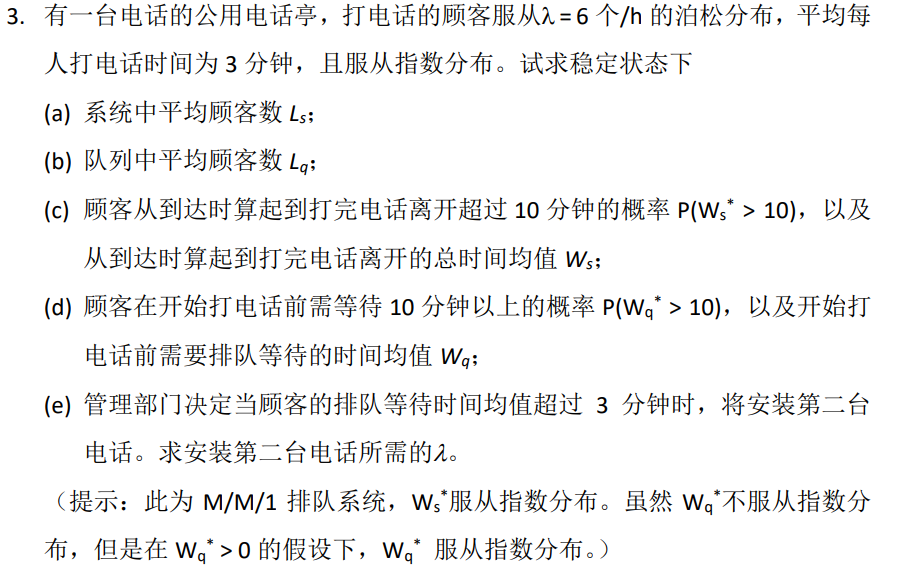 3. 有一台电话的公用电话亭，打电话的顾客服从λ = 6 个/h 的泊松分布，平均每
人打电话时间为 3 分钟，且服从指数分布。试求稳定状态下
(a) 系统中平均顾客数 Ls；
(b) 队列中平均顾客数 Lq；
(c) 顾客从到达时算起到打完电话离开超过 10 分钟的概率 P(Ws* > 10)，以及
从到达时算起到打完电话离开的总时间均值 Ws；
(d) 顾客在开始打电话前需等待 10 分钟以上的概率 P(Wq* > 10)，以及开始打
电话前需要排队等待的时间均值 Wq；
(e) 管理部门决定当顾客的排队等待时间均值超过 3 分钟时，将安装第二台
电话。求安装第二台电话所需的λ。
（提示：此为 M/M/1 排队系统，Ws*服从指数分布。虽然 Wq*不服从指数分
布，但是在 Wq* > 0 的假设下，Wq* 服从指数分布。）